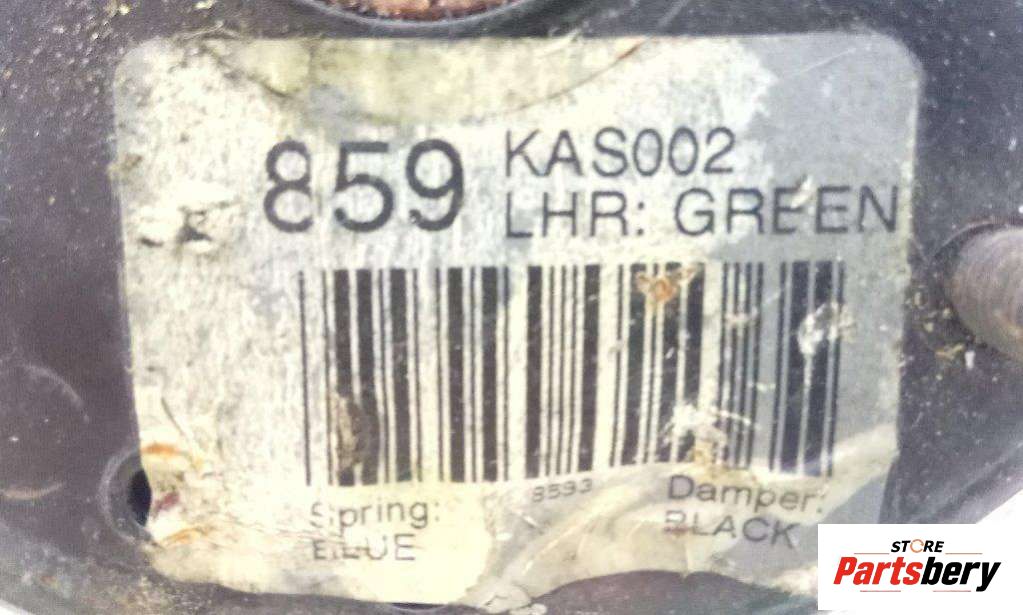 859 KAS002
LHR: GREEN
8593
Spring:
BLUE
Damper:
BLACK
STORE
Partsbery